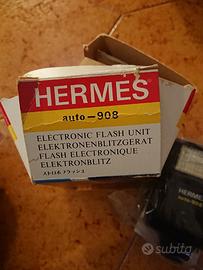 HERMES
auto-908
ELECTRONIC FLASH UNIT
ELEKTRONENBLITZGERAT
FLASH ELECTRONIQUE
ELEKTRONBLITZ
ストロボ フラッシュ
HERMES
subito